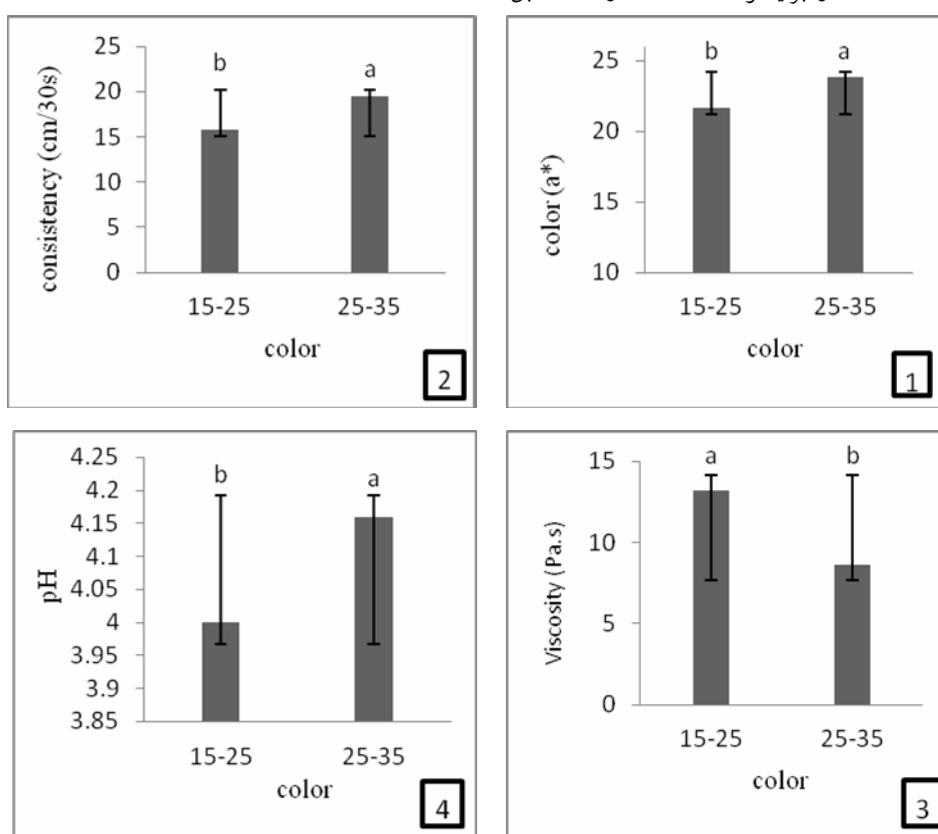 25
20
15
10
5
0
consistency (cm/30s)
b
a
15-25
25-35
color
2
25
20
15
10
color (a*)
b
a
15-25
25-35
color
1
4.25
4.2
4.15
4.1
4.05
4
3.95
3.9
3.85
pH
b
a
15-25
25-35
color
4
15
10
5
0
Viscosity (Pa.s)
a
b
15-25
25-35
color
3